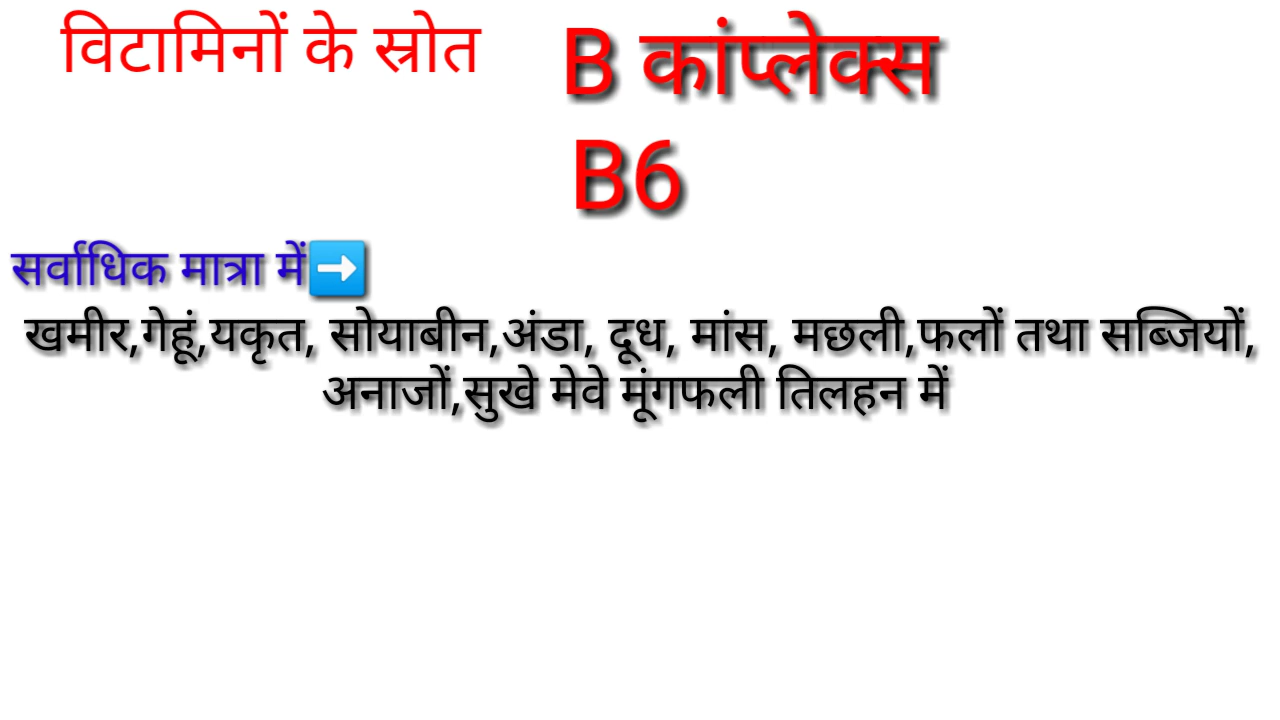 विटामिनों के स्रोत B कांप्लेक्स
B6
सर्वाधिक मात्रा में➡️
खमीर,गेहूं,यकृत, सोयाबीन,अंडा, दूध, मांस, मछली,फलों तथा सब्जियों,
अनाजों,सुखे मेवे मूंगफली तिलहन में